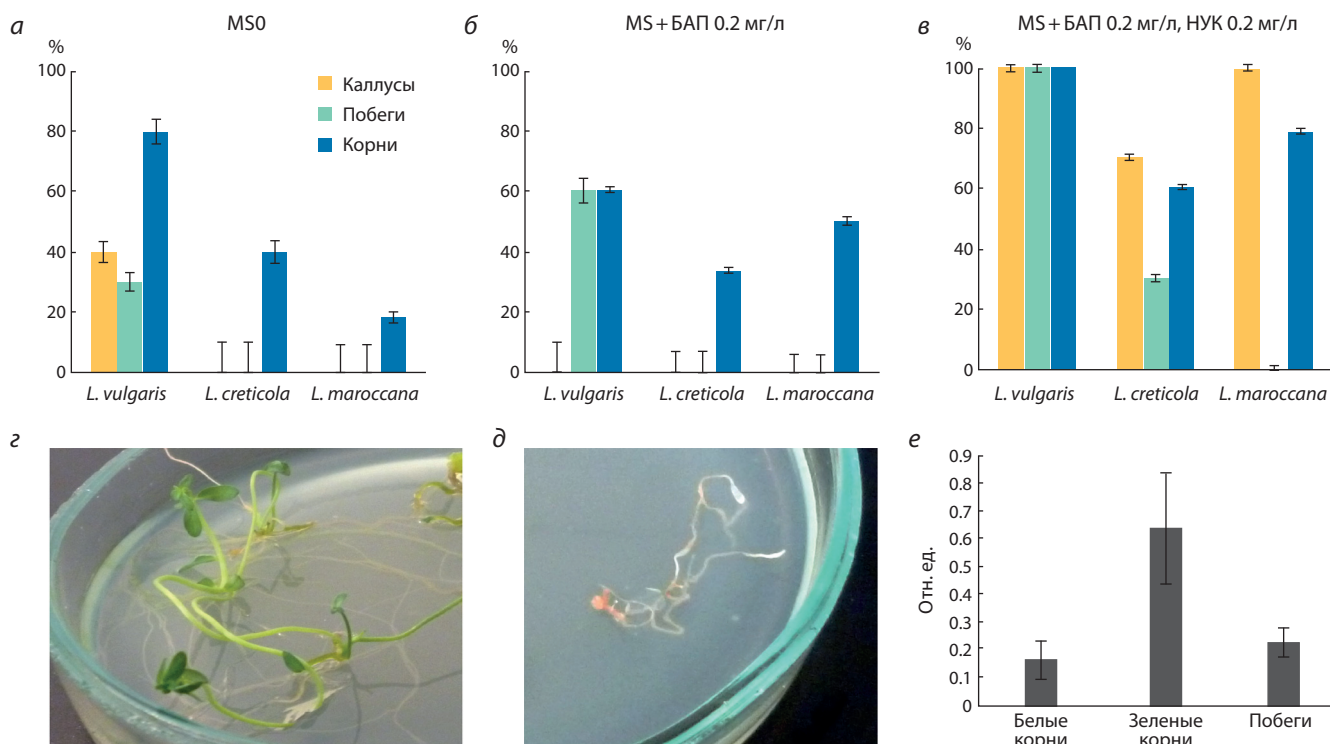 а
MS0
%
100
80
60
40
20
0
Каллусы
Побеги
Корни
L. vulgaris
L. creticola
L. maroccana
б
MS + БАП 0.2 мг/л
%
100
80
60
40
20
0
L. vulgaris
L. creticola
L. maroccana
в
MS + БАП 0.2 мг/л, НУК 0.2 мг/л
%
100
80
60
40
20
0
L. vulgaris
L. creticola
L. maroccana
г
д
е
Отн. ед.
0.9
0.8
0.7
0.6
0.5
0.4
0.3
0.2
0.1
0
Белые
корни
Зеленые
корни
Побеги